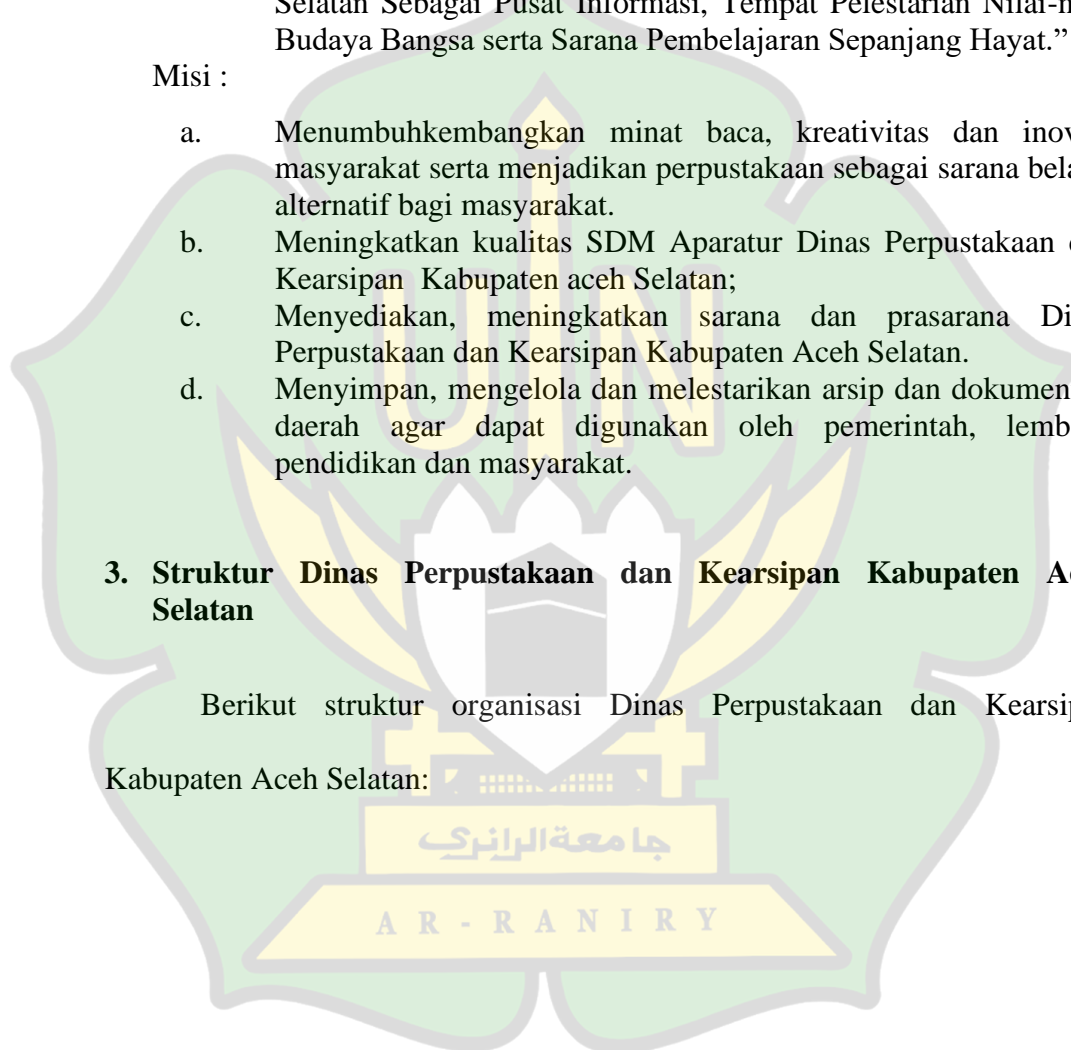 Selatan Sebagai Pusat Informasi, Tempat Pelestarian
Budaya Bangsa serta Sarana Pembelajaran Sepanjang Hayat.”
Misi :
a. Menumbuhkembangkan minat baca, kreativitas dan
masyarakat serta menjadikan perpustakaan sebagai sarana
alternatif bagi masyarakat.
b. Meningkatkan kualitas SDM Aparatur Dinas Perpustakaan
Kearsipan Kabupaten aceh Selatan;
c. Menyediakan, meningkatkan sarana dan prasarana
Perpustakaan dan Kearsipan Kabupaten Aceh Selatan.
d. Menyimpan, mengelola dan melestarikan arsip dan dokumen
daerah agar dapat digunakan oleh pemerintah,
pendidikan dan masyarakat.
3. Struktur Dinas Perpustakaan dan Kearsipan Kabupaten
Selatan
Berikut struktur organisasi Dinas Perpustakaan dan
Kabupaten Aceh Selatan:
UIN
جامعة الرانري
AR-RANIRY